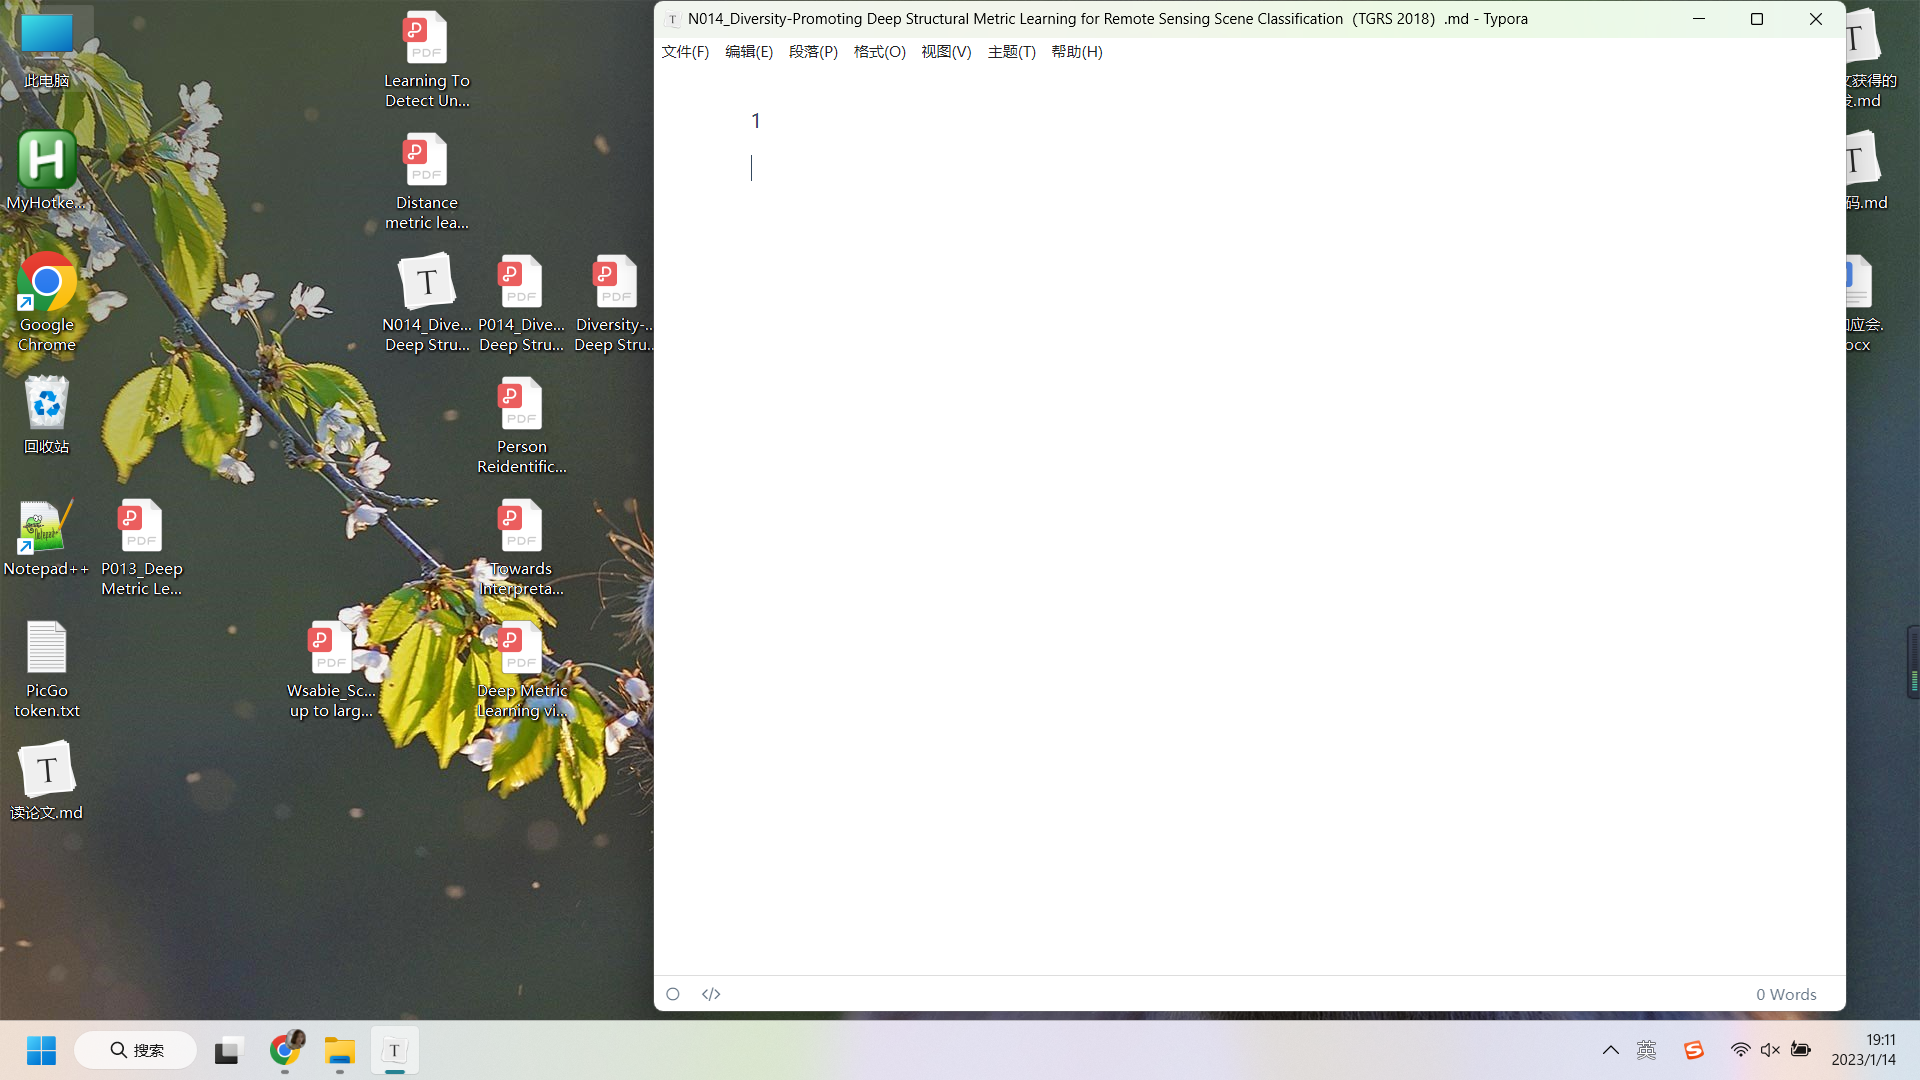 此电脑
MyHotke...
Google
Chrome
回收站
Notepad++
PicGo
token.txt
读论文.md
P013_Deep
Metric Le...
Wsabie_Sc...
up to larg...
Learning To
Detect Un...
Distance
metric lea...
N014_Dive...
Deep Stru...
P014_Dive...
Deep Stru...
Diversity-...
Deep Stru...
Person
Reidentific...
Towards
Interpreta...
Deep Metric
Learning vi...
N014_Diversity-Promoting Deep Structural Metric Learning for Remote Sensing Scene Classification（TGRS 2018）.md - Typora
文件(F) 编辑(E) 段落(P) 格式(O) 视图(V) 主题(T) 帮助(H)
1
0 Words
获得的
.md
码.md
应会.
ocx
搜索
英
19:11
2023/1/14